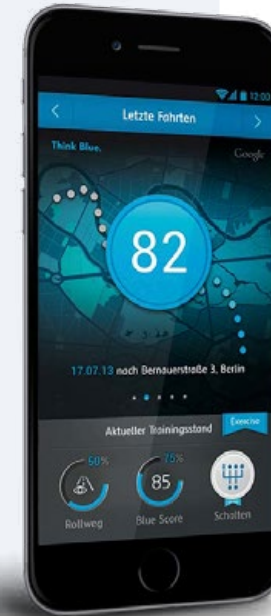 12:00
Letzte Fahrten
Think Blue.
Google
82
17.07.13 nach Bernauerstraße 3, Berlin
Aktueller Trainingsstand
Exercise
60%
75%
85
Rollweg
Blue Score
Schalten